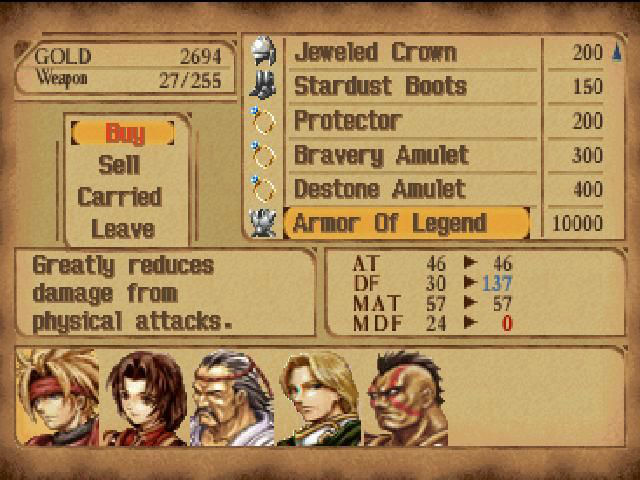 GOLD 2694
Weapon 27/255
Buy
Sell
Carried
Leave
Jeweled Crown 200
Stardust Boots 150
Protector 200
Bravery Amulet 300
Destone Amulet 400
Armor Of Legend 10000
Greatly reduces
damage from
physical attacks.
AT 46 ► 46
DF 30 ► 137
MAT 57 ► 57
MDF 24 ► 0